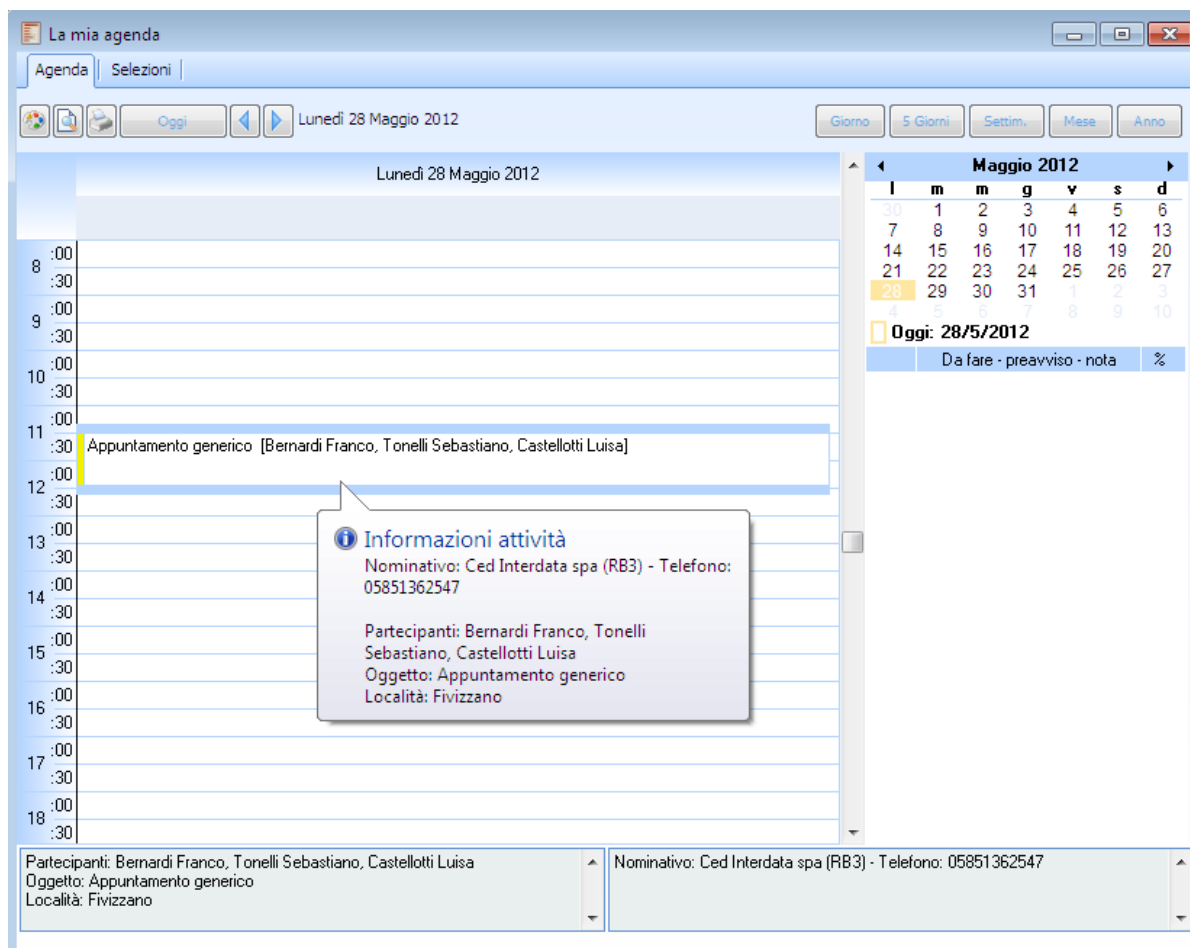 La mia agenda
Agenda Selezioni
Oggi Lunedì 28 Maggio 2012 Giorno 5 Giorni Settim. Mese Anno
Lunedì 28 Maggio 2012
Maggio 2012
l m m g v s d
30 1 2 3 4 5 6
7 8 9 10 11 12 13
14 15 16 17 18 19 20
21 22 23 24 25 26 27
28 29 30 31 1 2 3
4 5 6 7 8 9 10
Oggi: 28/5/2012
Da fare - preavviso - nota %
8 :00
:30
9 :00
:30
10 :00
:30
11 :00
:30 Appuntamento generico [Bernardi Franco, Tonelli Sebastiano, Castellotti Luisa]
12 :00
:30
13 :00
:30
14 :00
:30
15 :00
:30
16 :00
:30
17 :00
:30
18 :00
:30
Informazioni attività
Nominativo: Ced Interdata spa (RB3) - Telefono:
05851362547
Partecipanti: Bernardi Franco, Tonelli
Sebastiano, Castellotti Luisa
Oggetto: Appuntamento generico
Località: Fivizzano
Partecipanti: Bernardi Franco, Tonelli Sebastiano, Castellotti Luisa
Oggetto: Appuntamento generico
Località: Fivizzano
Nominativo: Ced Interdata spa (RB3) - Telefono: 05851362547